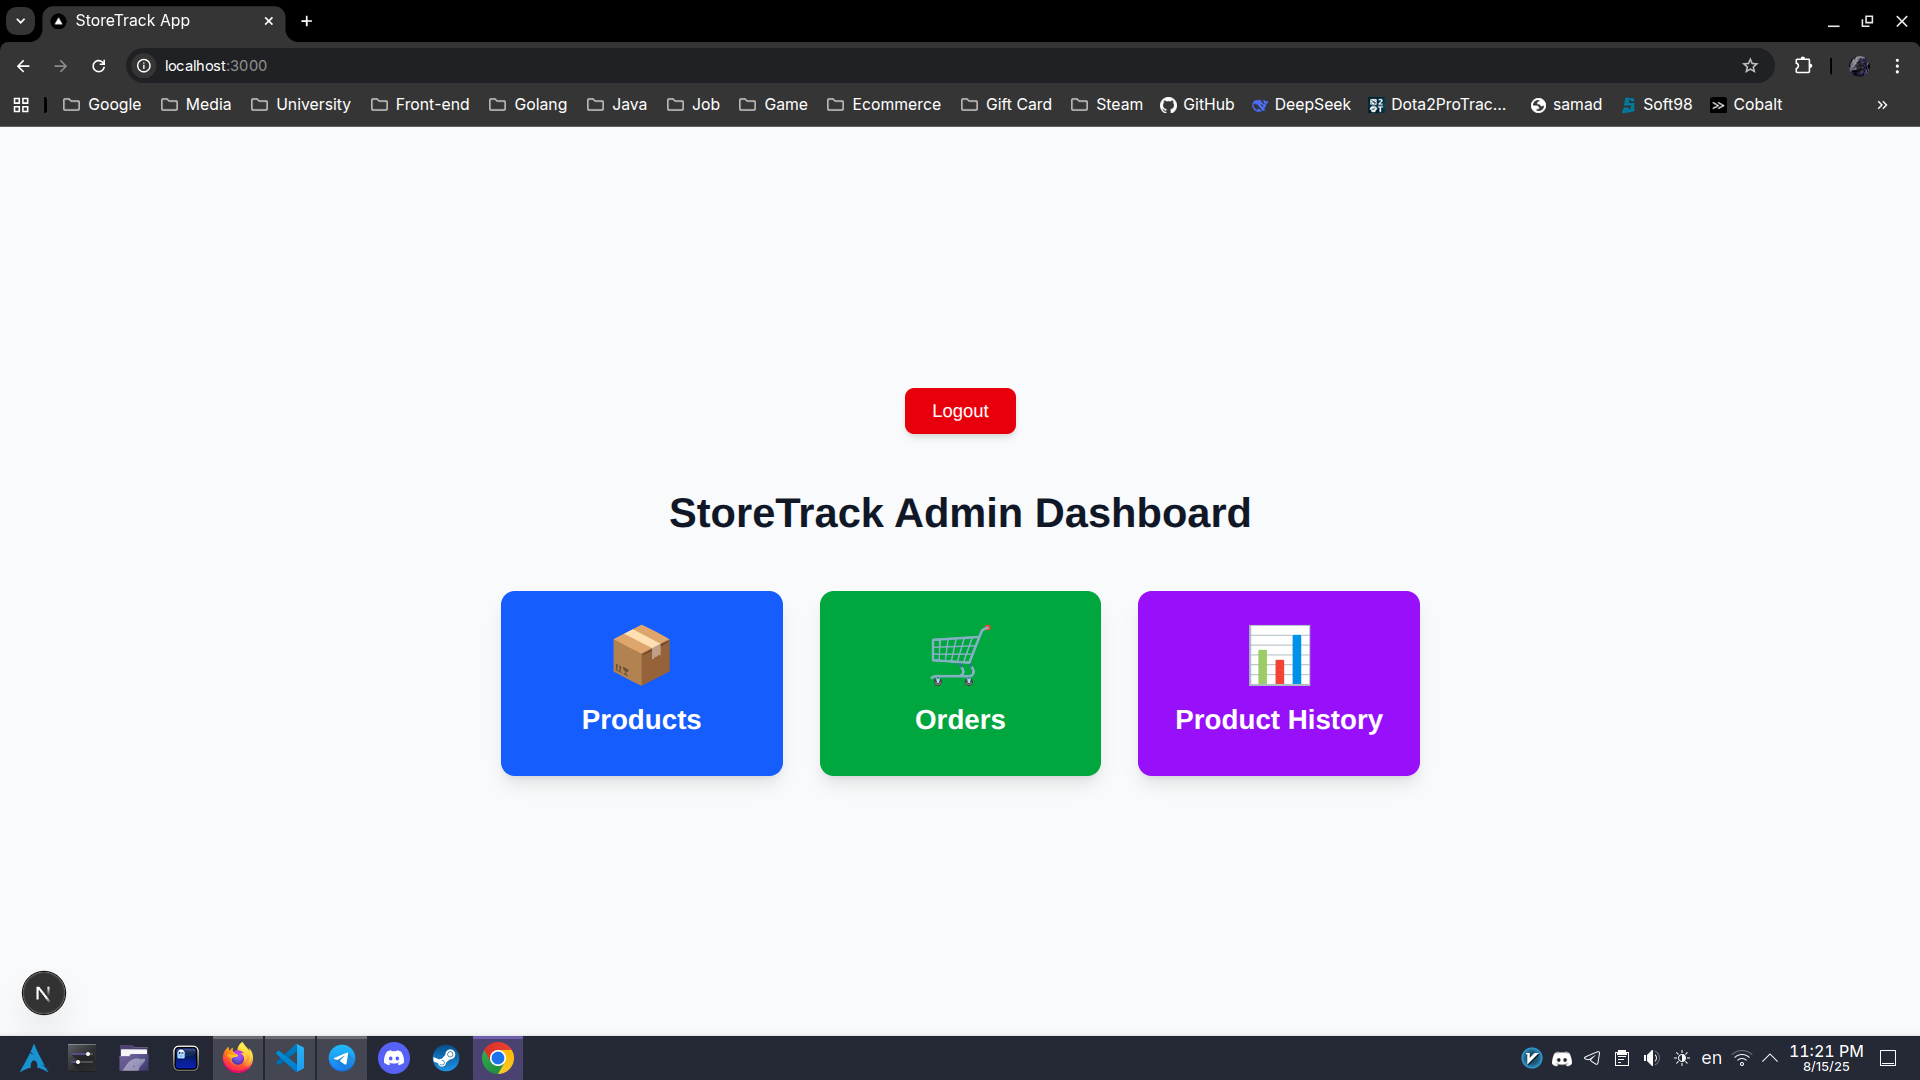 StoreTrack App
localhost:3000
Google Media University Front-end Golang Java Job Game Ecommerce Gift Card Steam GitHub DeepSeek Dota2ProTrac... samad Soft98 Cobalt
Logout
StoreTrack Admin Dashboard
Products Orders Product History
N
en 11:21 PM
8/15/25